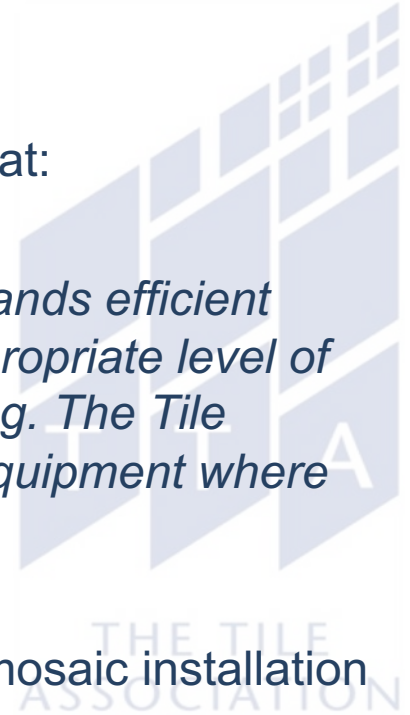 at:
ands efficient
ropriate level of
g. The Tile
quipment where
T T A
THE TILE
nosaic installation
ASSOCIATION